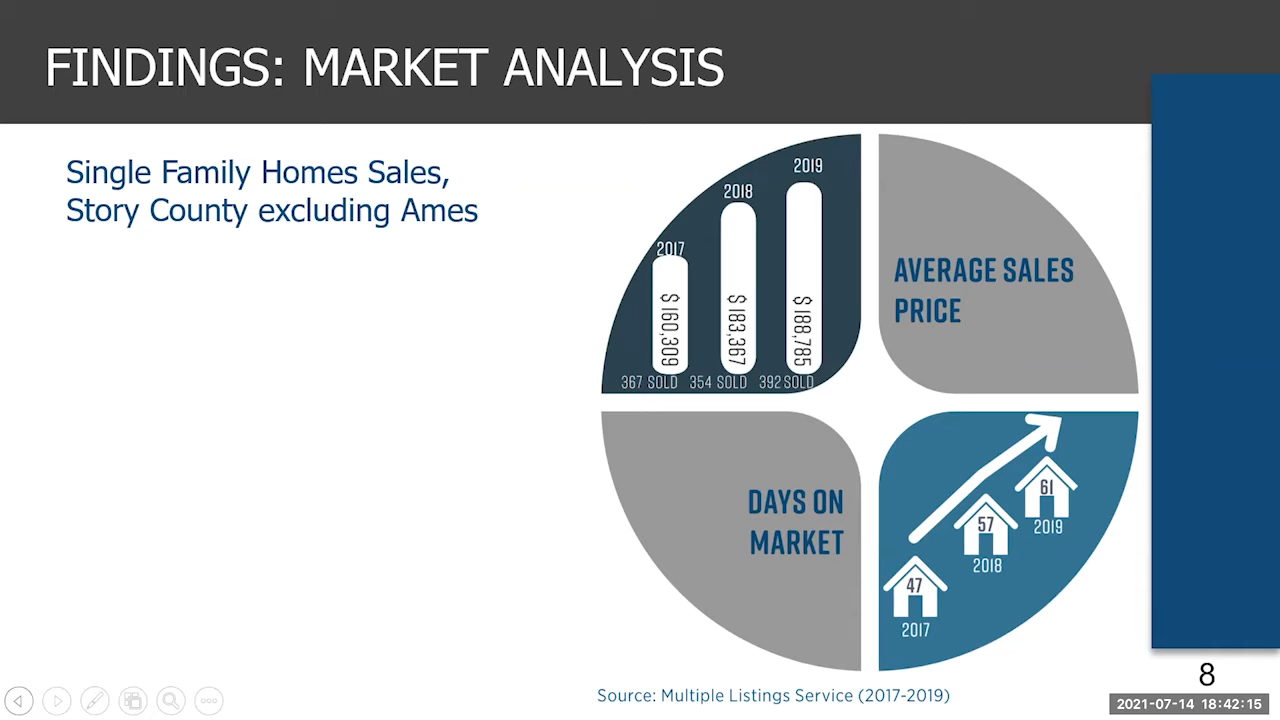 FINDINGS: MARKET ANALYSIS
Single Family Homes Sales,
Story County excluding Ames
2017
2018
2019
$160,309
$183,367
$188,785
367 SOLD
354 SOLD
392 SOLD
AVERAGE SALES
PRICE
DAYS ON
MARKET
47
2017
57
2018
61
2019
Source: Multiple Listings Service (2017-2019)
8
2021-07-14 18:42:15